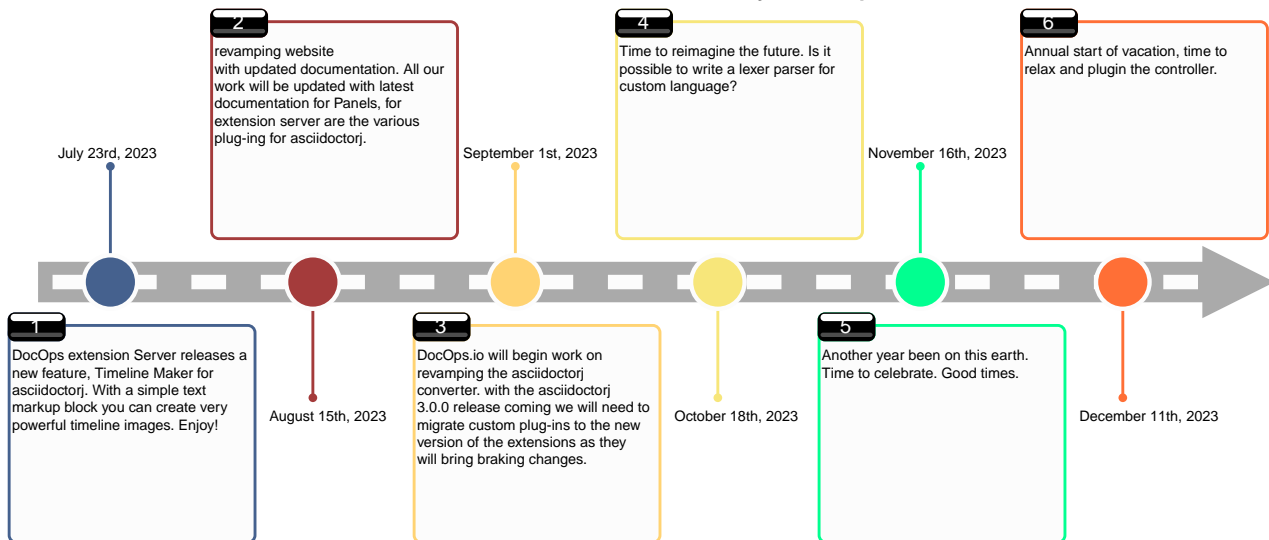 2
revamping website
with updated documentation. All our
work will be updated with latest
documentation for Panels, for
extension server are the various
plug-ing for asciidoctorj.
4
Time to reimagine the future. Is it
possible to write a lexer parser for
custom language?
6
Annual start of vacation, time to
relax and plugin the controller.
July 23rd, 2023
September 1st, 2023
November 16th, 2023
1
DocOps extension Server releases a
new feature, Timeline Maker for
asciidoctorj. With a simple text
markup block you can create very
powerful timeline images. Enjoy!
August 15th, 2023
3
DocOps.io will begin work on
revamping the asciidoctorj
converter. with the asciidoctorj
3.0.0 release coming we will need to
migrate custom plug-ins to the new
version of the extensions as they
will bring braking changes.
October 18th, 2023
5
Another year been on this earth.
Time to celebrate. Good times.
December 11th, 2023